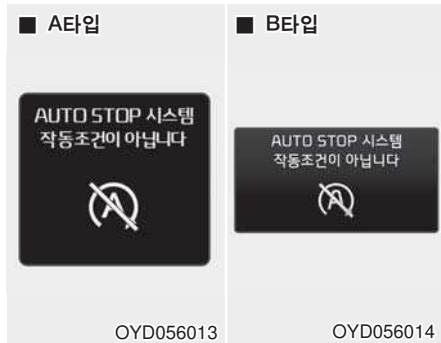 ■ A타입
AUTO STOP 시스템
작동조건이 아닙니다
A
OYD056013
■ B타입
AUTO STOP 시스템
작동조건이 아닙니다
A
OYD056014